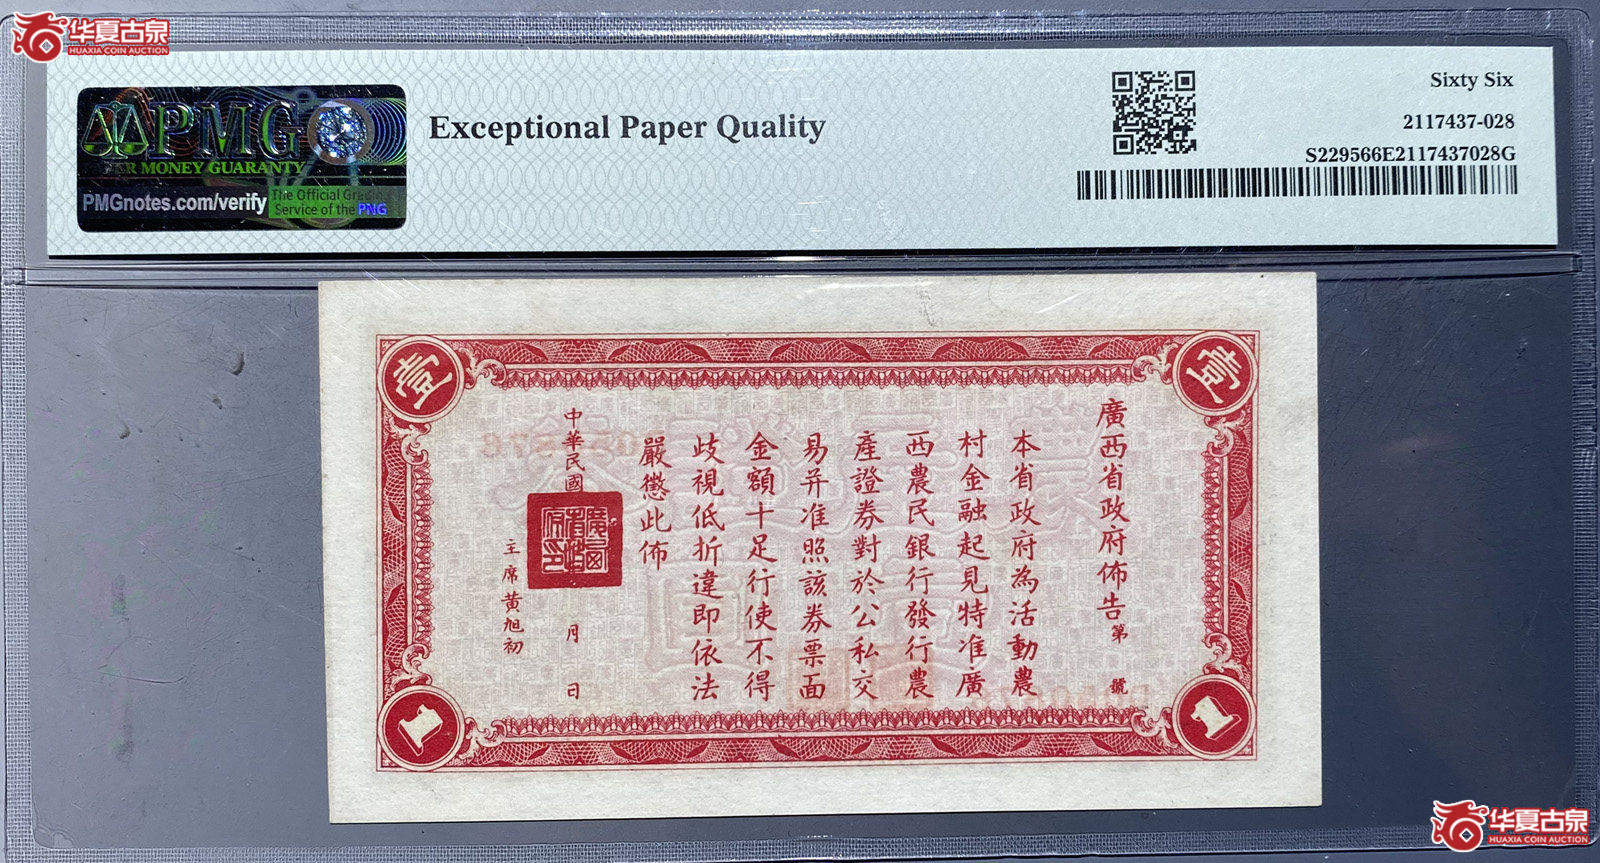 华夏古泉
HUAXIA COIN AUCTION
PMG
PAPER MONEY GUARANTY
PMGnotes.com/verify
The Official Grading
Service of the PNG
Exceptional Paper Quality
Sixty Six
2117437-028
S229566E2117437028G
壹
壹
廣西省政府佈告第 號
本省政府為活動農
村金融起見特准廣
西農民銀行發行農
產證券對於公私交
易并准照該券票面
金額十足行使不得
歧視低折違即依法
嚴懲此佈
中華民國 月 日
主席黄旭初
1
1
华夏古泉
HUAXIA COIN AUCTION